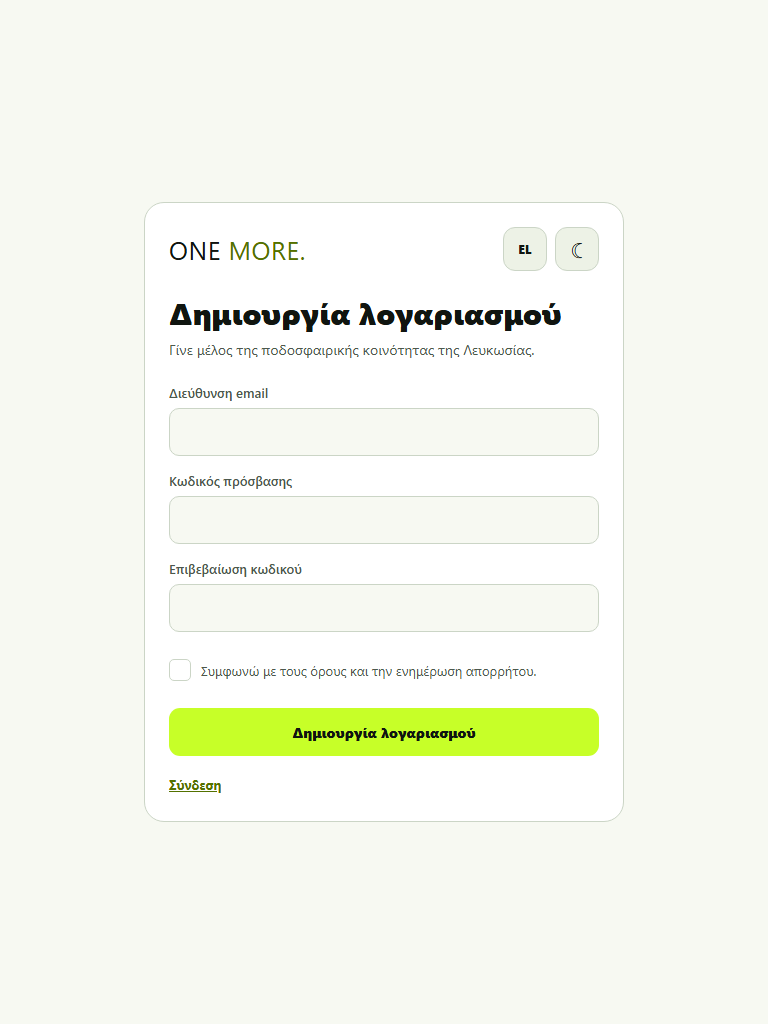 ONE MORE.
EL
Δημιουργία λογαριασμού
Γίνε μέλος της ποδοσφαιρικής κοινότητας της Λευκωσίας.
Διεύθυνση email
Κωδικός πρόσβασης
Επιβεβαίωση κωδικού
Συμφωνώ με τους όρους και την ενημέρωση απορρήτου.
Δημιουργία λογαριασμού
Σύνδεση